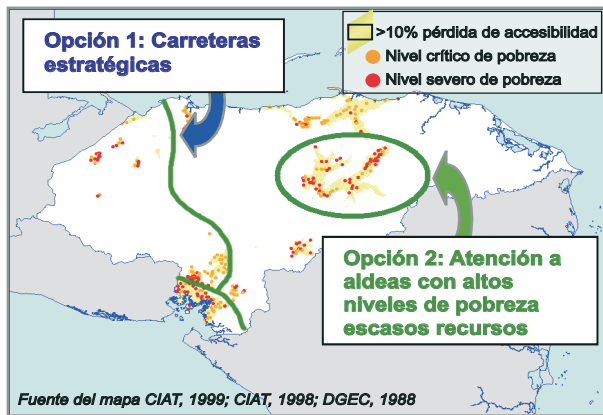 Opción 1: Carreteras
estratégicas
>10% pérdida de accesibilidad
Nivel crítico de pobreza
Nivel severo de pobreza
Opción 2: Atención a
aldeas con altos
niveles de pobreza
escasos recursos
Fuente del mapa CIAT, 1999; CIAT, 1998; DGEC, 1988